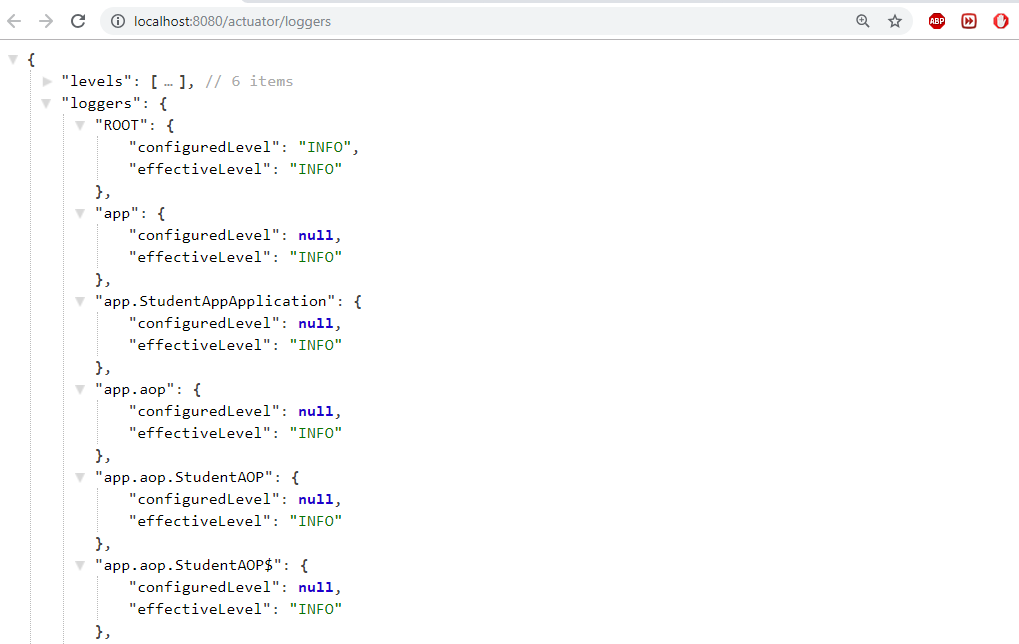 localhost:8080/actuator/loggers
ABP
{
"levels": [ … ], // 6 items
"loggers": {
"ROOT": {
"configuredLevel": "INFO",
"effectiveLevel": "INFO"
},
"app": {
"configuredLevel": null,
"effectiveLevel": "INFO"
},
"app.StudentAppApplication": {
"configuredLevel": null,
"effectiveLevel": "INFO"
},
"app.aop": {
"configuredLevel": null,
"effectiveLevel": "INFO"
},
"app.aop.StudentAOP": {
"configuredLevel": null,
"effectiveLevel": "INFO"
},
"app.aop.StudentAOP$": {
"configuredLevel": null,
"effectiveLevel": "INFO"
},